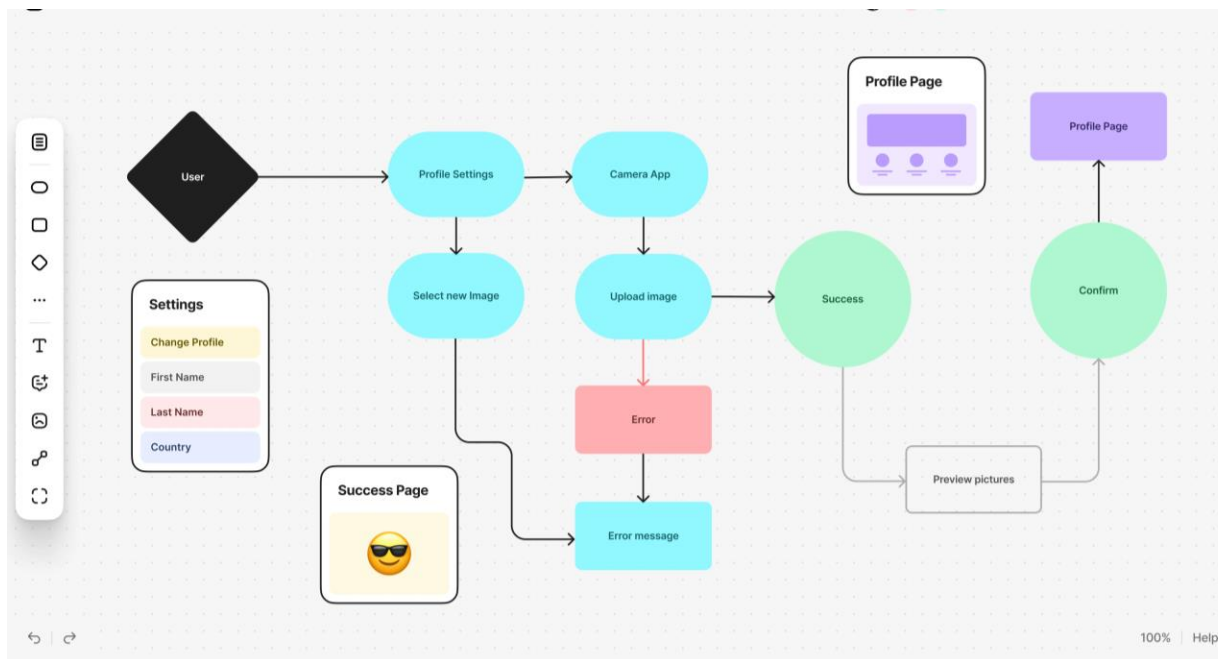 Profile Page
Profile Page
User
Profile Settings
Camera App
Select new Image
Upload image
Success
Confirm
Settings
Change Profile
First Name
Last Name
Country
Error
Success Page
Preview pictures
Error message
T
100%
Help